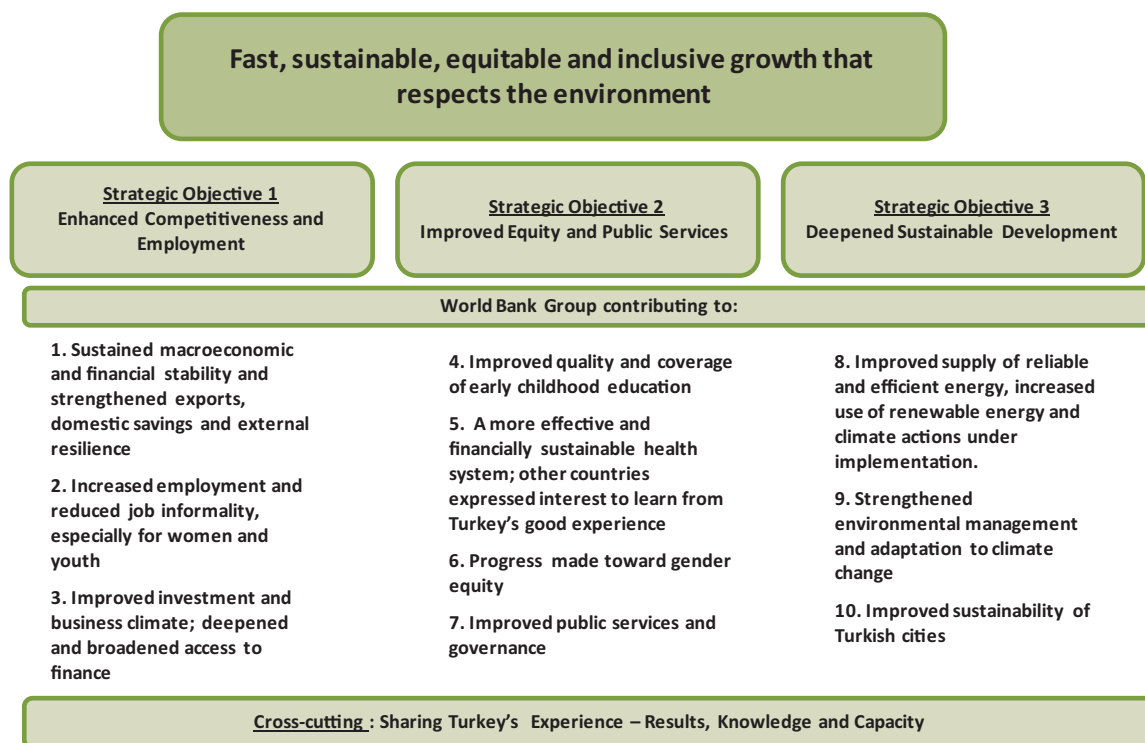 Fast, sustainable, equitable and inclusive growth that
respects the environment
Strategic Objective 1
Enhanced Competitiveness and
Employment
Strategic Objective 2
Improved Equity and Public Services
Strategic Objective 3
Deepened Sustainable Development
World Bank Group contributing to:
1. Sustained macroeconomic
and financial stability and
strengthened exports,
domestic savings and external
resilience
2. Increased employment and
reduced job informality,
especially for women and
youth
3. Improved investment and
business climate; deepened
and broadened access to
finance
4. Improved quality and coverage
of early childhood education
5. A more effective and
financially sustainable health
system; other countries
expressed interest to learn from
Turkey's good experience
6. Progress made toward gender
equity
7. Improved public services and
governance
8. Improved supply of reliable
and efficient energy, increased
use of renewable energy and
climate actions under
implementation.
9. Strengthened
environmental management
and adaptation to climate
change
10. Improved sustainability of
Turkish cities
Cross-cutting : Sharing Turkey's Experience – Results, Knowledge and Capacity